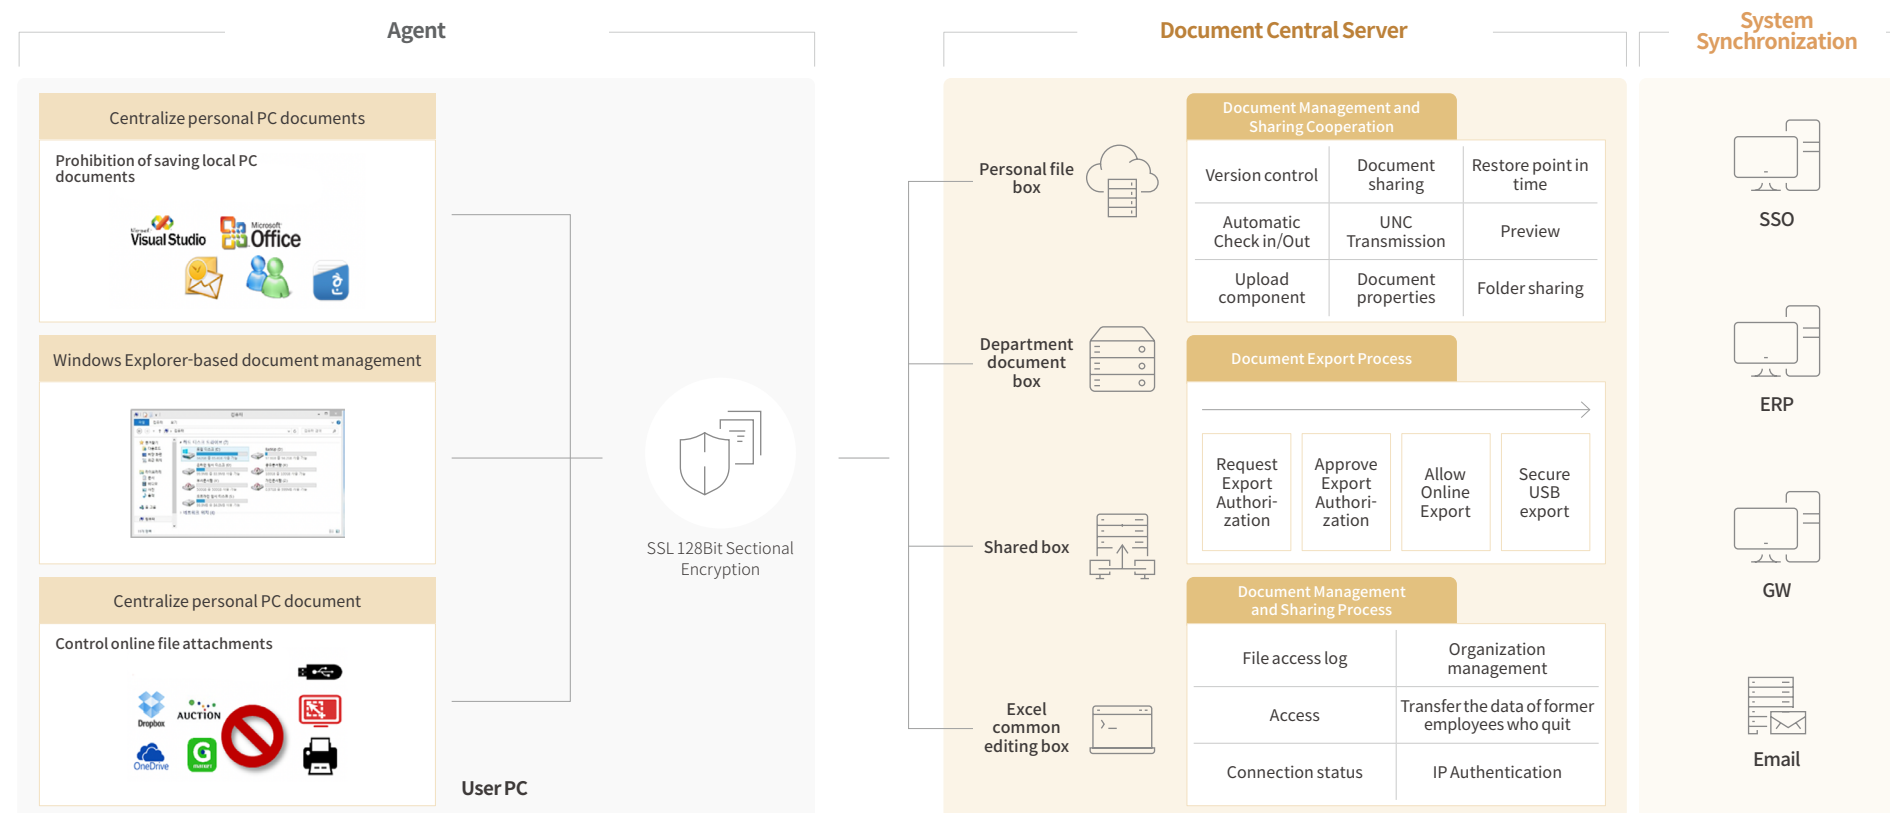 Agent
Document Central Server
System
Synchronization
Centralize personal PC documents
Prohibition of saving local PC
documents
Microsoft
Visual Studio
Microsoft
Office
Windows Explorer-based document management
Centralize personal PC document
Control online file attachments
Dropbox
AUCTION
OneDrive
G
market
User PC
SSL 128Bit Sectional
Encryption
Personal file
box
Department
document
box
Shared box
Excel
common
editing box
Document Management and
Sharing Cooperation
Version control
Document
sharing
Restore point in
time
Automatic
Check in/Out
UNC
Transmission
Preview
Upload
component
Document
properties
Folder sharing
Document Export Process
Request
Export
Authori-
zation
Approve
Export
Authori-
zation
Allow
Online
Export
Secure
USB
export
Document Management
and Sharing Process
File access log
Organization
management
Access
Transfer the data of former
employees who quit
Connection status
IP Authentication
SSO
ERP
GW
Email